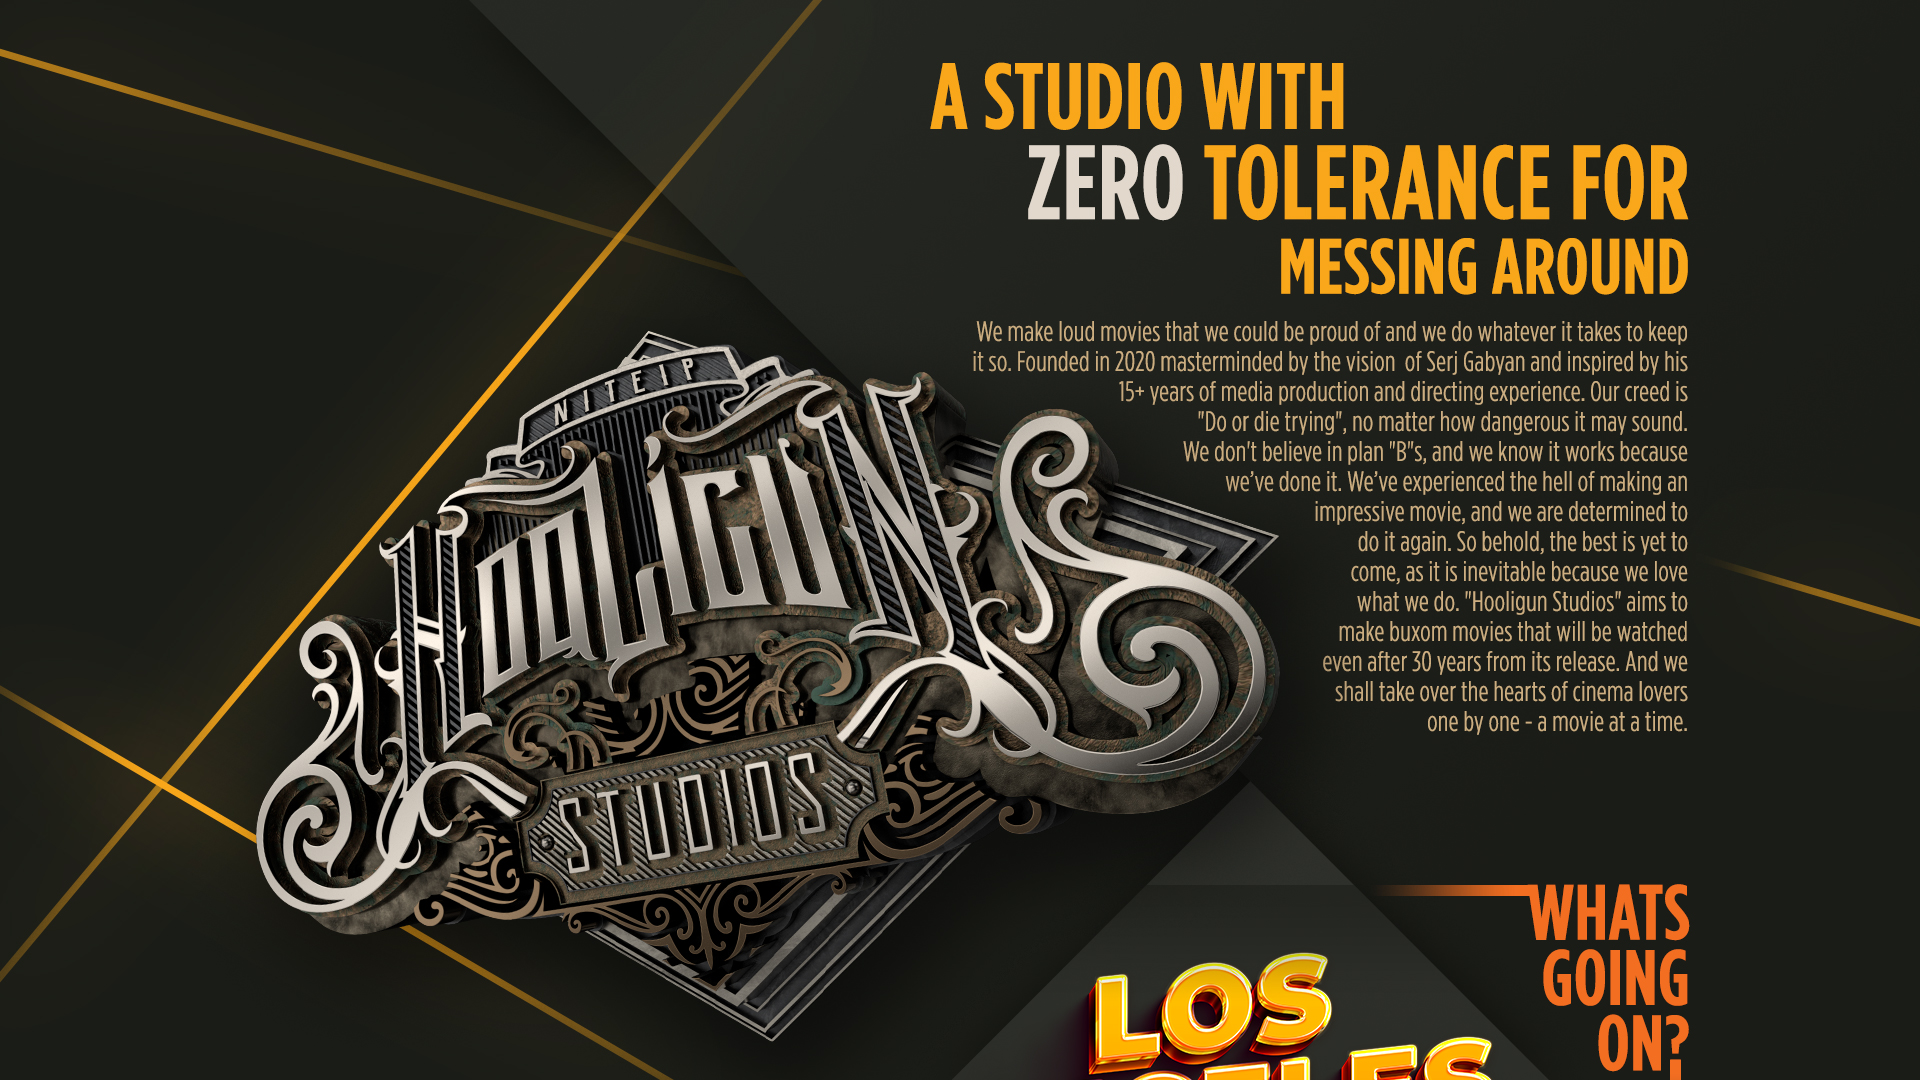 A STUDIO WITH
ZERO TOLERANCE FOR
MESSING AROUND
We make loud movies that we could be proud of and we do whatever it takes to keep
it so. Founded in 2020 masterminded by the vision of Serj Gabyan and inspired by his
15+ years of media production and directing experience. Our creed is
"Do or die trying", no matter how dangerous it may sound.
We don't believe in plan "B"s, and we know it works because
we've done it. We've experienced the hell of making an
impressive movie, and we are determined to
do it again. So behold, the best is yet to
come, as it is inevitable because we love
what we do. "Hooligun Studios" aims to
make buxom movies that will be watched
even after 30 years from its release. And we
shall take over the hearts of cinema lovers
one by one - a movie at a time.
NITEIP
HOOLIGUNS
STUDIOS
WHATS
GOING
ON?
LOS